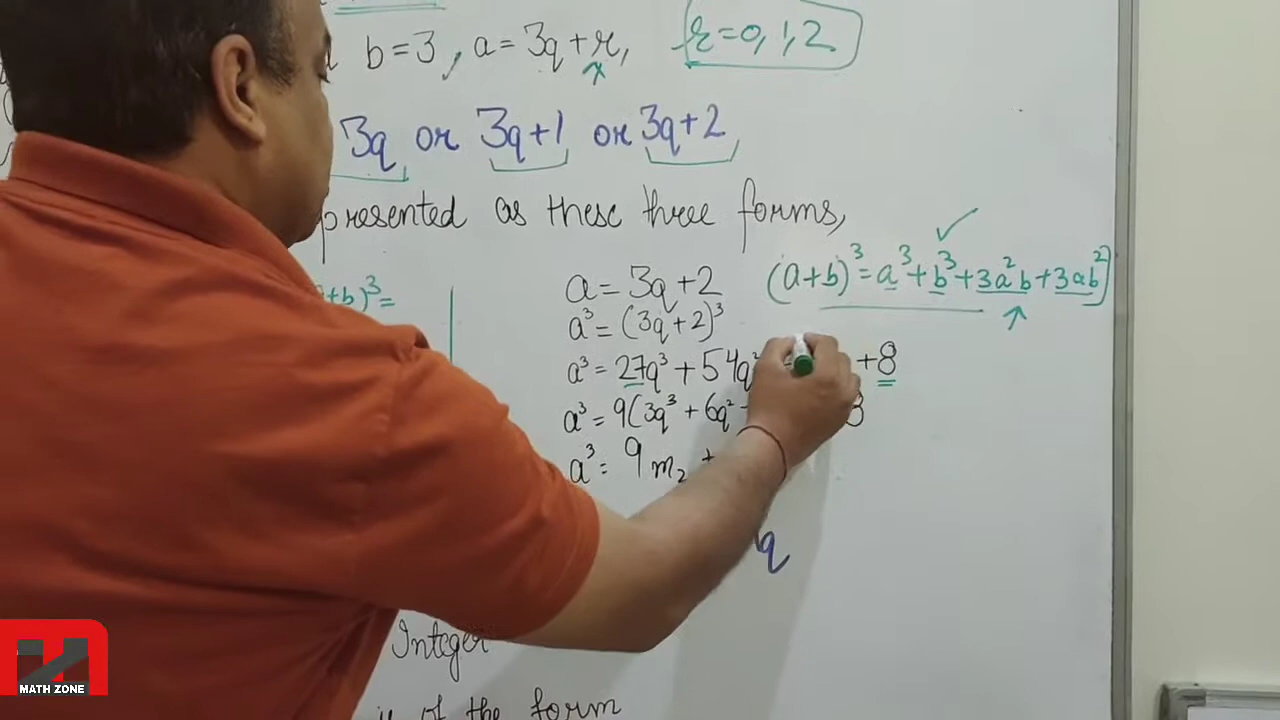 b=3, a=3q+r, r=0,1,2
3q or 3q+1 or 3q+2
presented as these three forms,
(a+b)³=a³+b³+3a²b+3ab²
+b)³=
a=3q+2
a³=(3q+2)³
a³=27q³+54q² +8
a³=9(3q³+6q²
a³=9m₂+
q
Integer
of the form
MATH ZONE